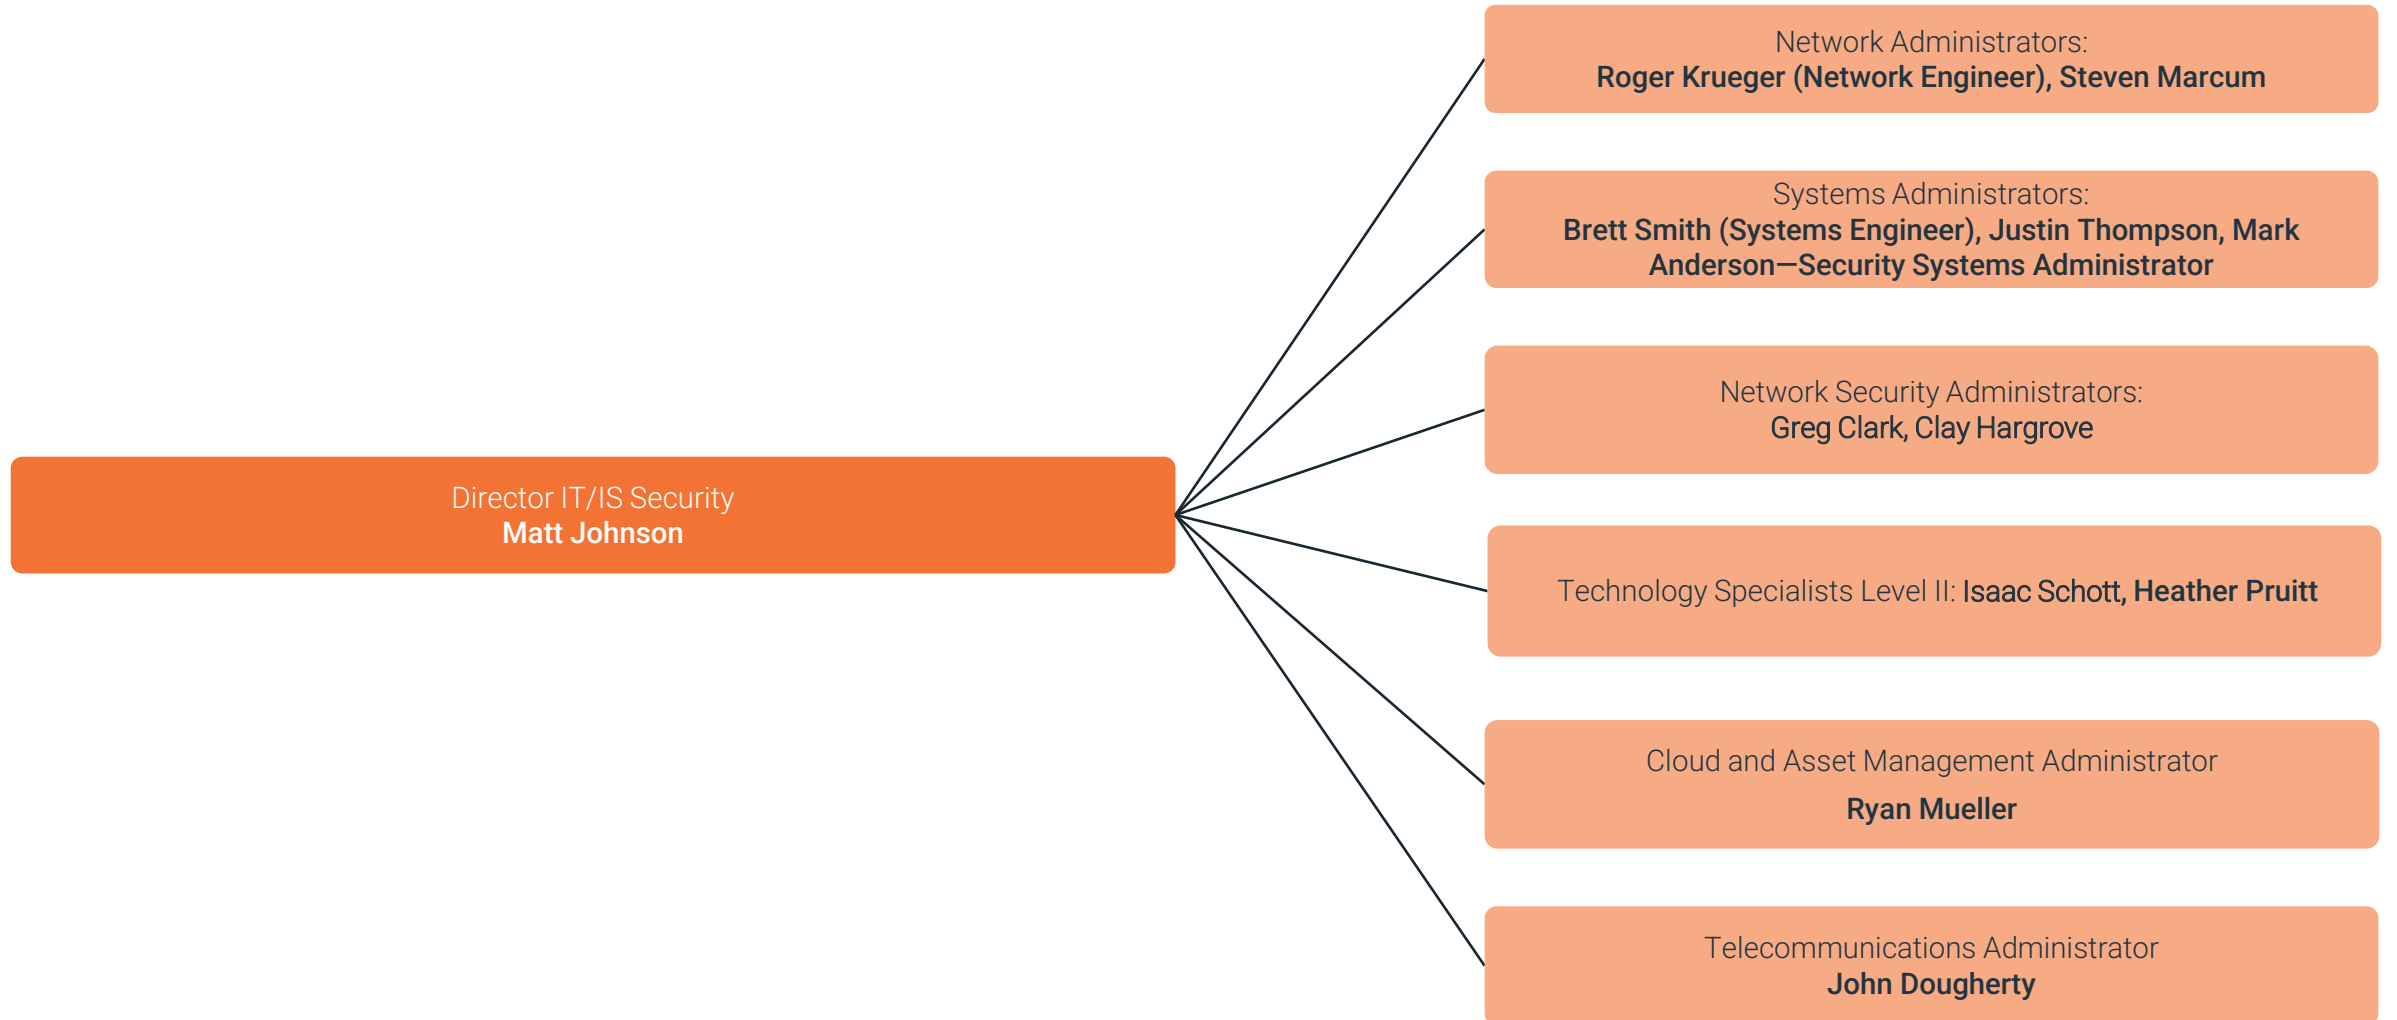 Network Administrators:
Roger Krueger (Network Engineer), Steven Marcum
Systems Administrators:
Brett Smith (Systems Engineer), Justin Thompson, Mark
Anderson—Security Systems Administrator
Network Security Administrators:
Greg Clark, Clay Hargrove
Director IT/IS Security
Matt Johnson
Technology Specialists Level II: Isaac Schott, Heather Pruitt
Cloud and Asset Management Administrator
Ryan Mueller
Telecommunications Administrator
John Dougherty